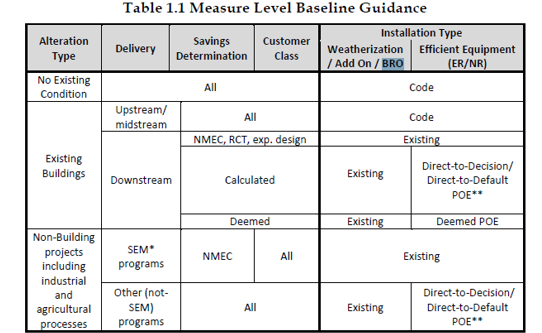 Table 1.1 Measure Level Baseline Guidance
Alteration Type
Delivery
Savings Determination
Customer Class
Installation Type
Weatherization / Add On / BRO
Efficient Equipment (ER/NR)
No Existing Condition
All
Code
Existing Buildings
Upstream/ midstream
All
Code
Downstream
NMEC, RCT, exp. design
Existing
Calculated
Existing
Direct-to-Decision/ Direct-to-Default POE**
Deemed
Existing
Deemed POE
Non-Building projects including industrial and agricultural processes
SEM* programs
NMEC
All
Existing
Other (not-SEM) programs
All
Existing
Direct-to-Decision/ Direct-to-Default POE**